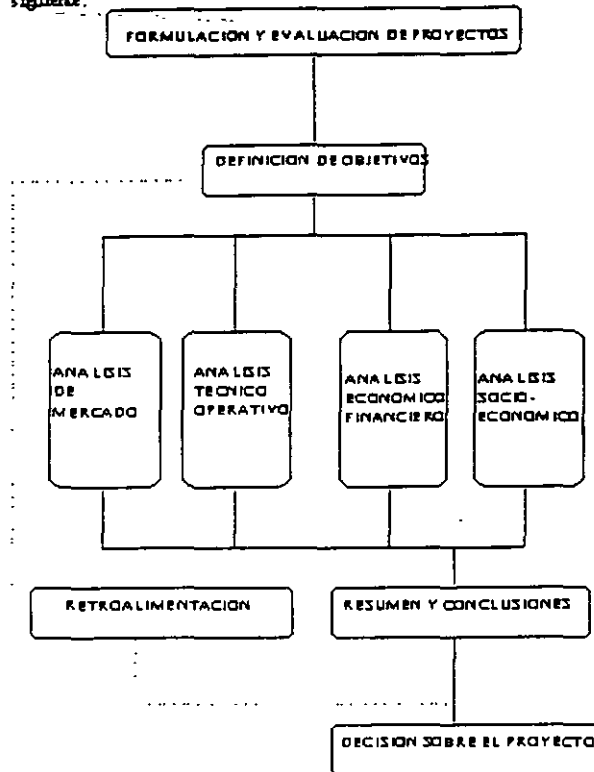 siguiente:
FORMULACION Y EVALUACION DE PROYECTOS
DEFINICION DE OBJETIVOS
ANALISIS
DE
MERCADO
ANALISIS
TECNICO
OPERATIVO
ANALISIS
ECONOMICO
FINANCIERO
ANALISIS
SOCIO-
ECONOMICO
RETROALIMENTACION
RESUMEN Y CONCLUSIONES
DECISION SOBRE EL PROYECTO